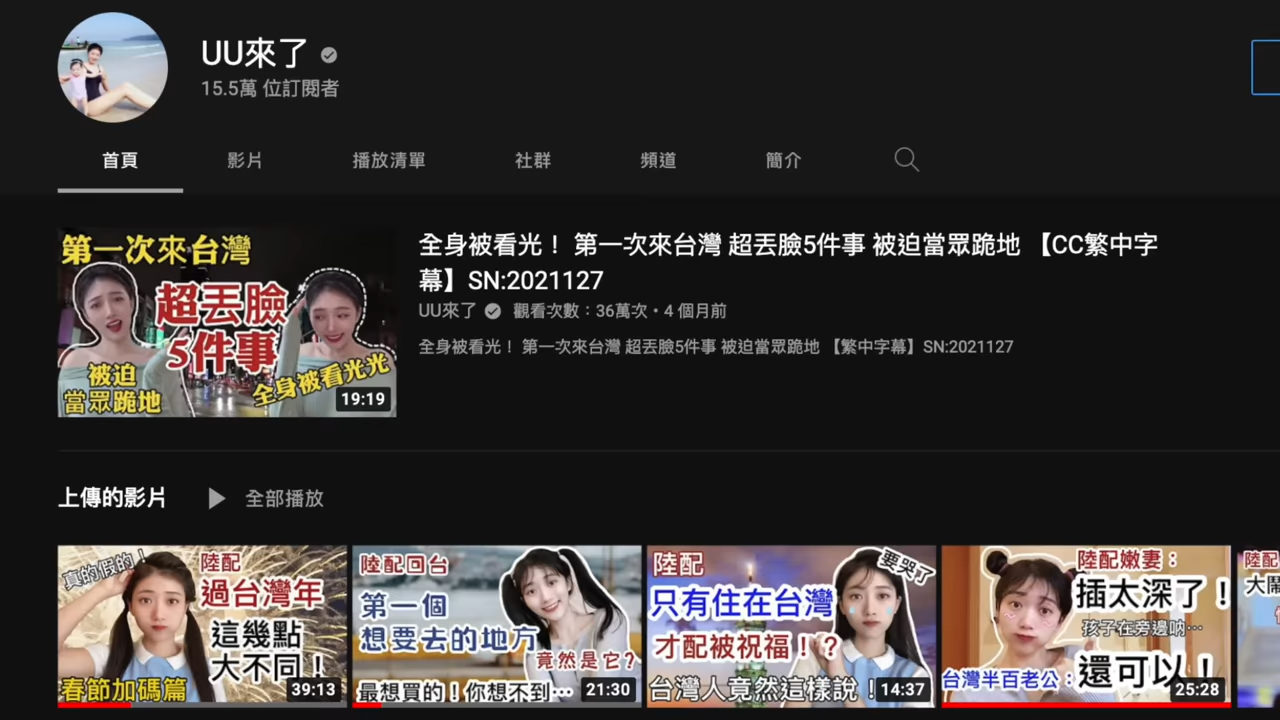 UU來了
15.5萬 位訂閱者
首頁 影片 播放清單 社群 頻道 簡介
第一次來台灣
超丟臉
5件事
被迫
當眾跪地
全身被看光光
19:19
全身被看光！ 第一次來台灣 超丟臉5件事 被迫當眾跪地 【CC繁中字
幕】SN:2021127
UU來了 觀看次數：36萬次・4 個月前
全身被看光！ 第一次來台灣 超丟臉5件事 被迫當眾跪地 【繁中字幕】SN:2021127
上傳的影片 全部播放
真的假的！
陸配
過台灣年
這幾點
大不同！
春節加碼篇
39:13
陸配回台
第一個
想要去的地方
竟然是它？
最想買的！你想不到…
21:30
陸配
要哭了
只有住在台灣
才配被祝福！？
台灣人竟然這樣說！
14:37
陸配嫩妻：
插太深了！
孩子在旁邊吶…
台灣半百老公：還可以！
25:28
陸配
大鬧